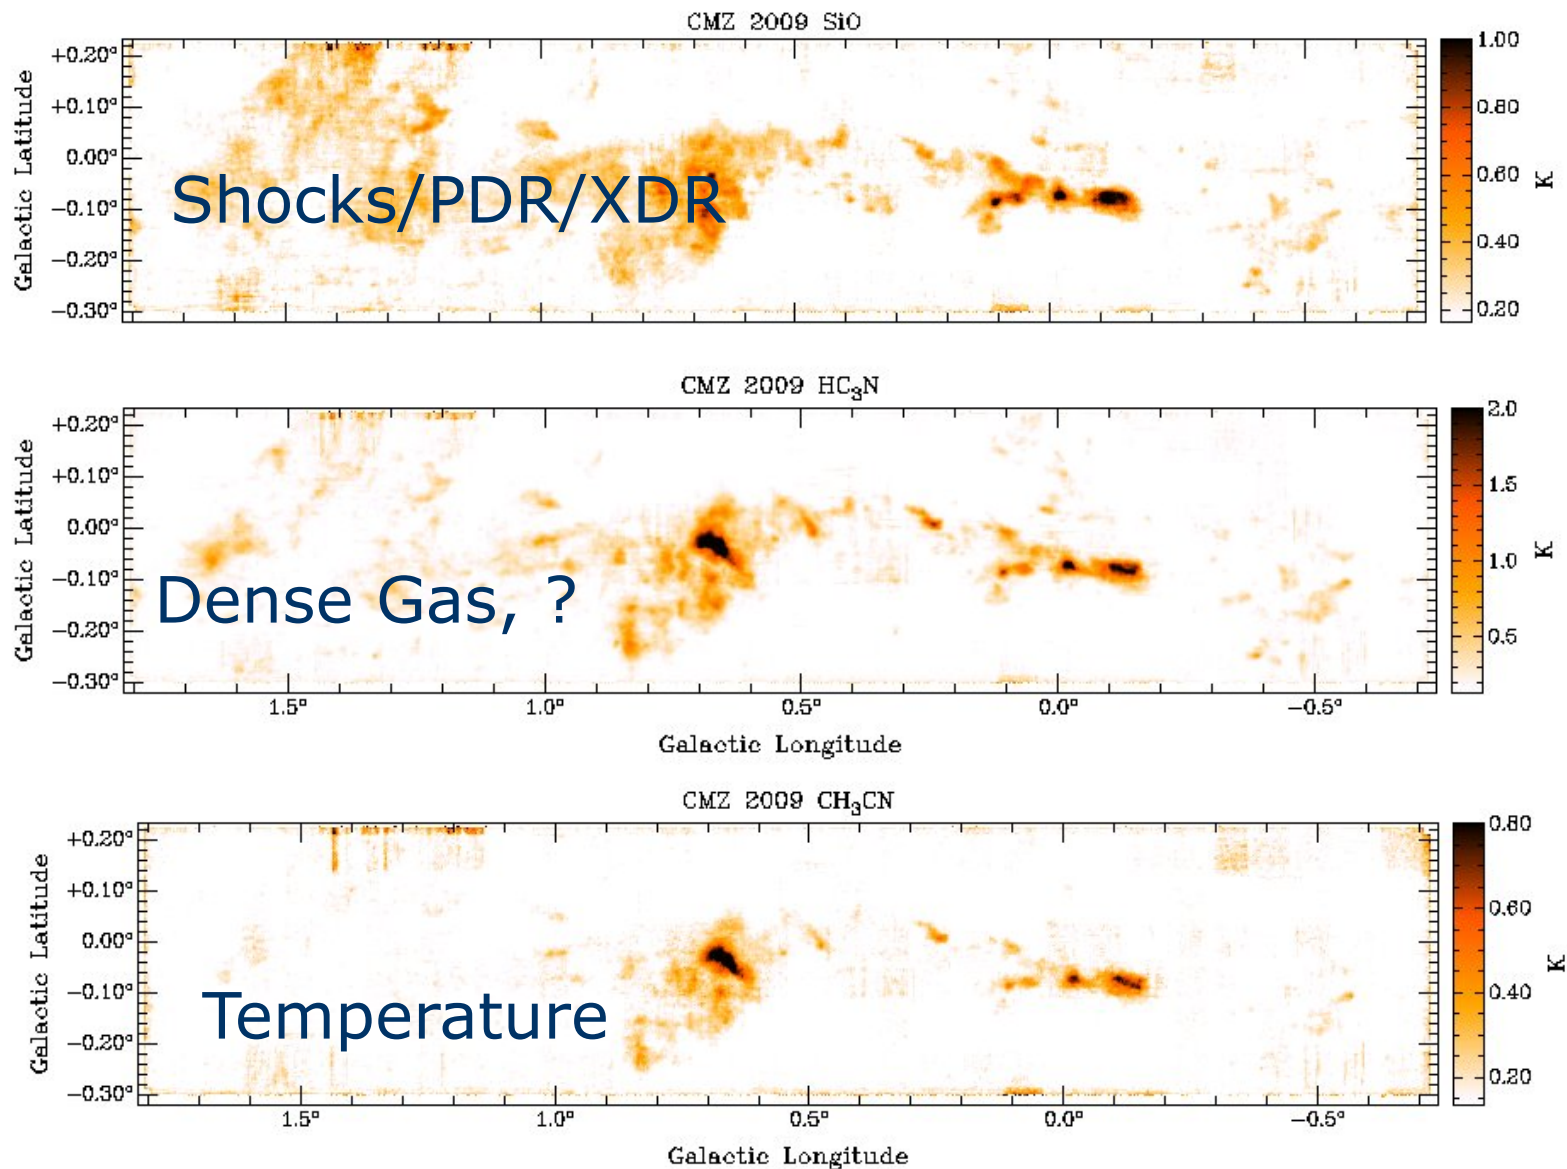 CMZ 2009 SiO
Galactic Latitude
+0.20°
+0.10°
0.00°
−0.10°
−0.20°
−0.30°
Shocks/PDR/XDR
1.00
0.80
0.60
0.40
0.20
K
CMZ 2009 HC₃N
Galactic Latitude
+0.20°
+0.10°
0.00°
−0.10°
−0.20°
−0.30°
Dense Gas, ?
2.0
1.5
1.0
0.5
K
1.5° 1.0° 0.5° 0.0° −0.5°
Galactic Longitude
CMZ 2009 CH₃CN
Galactic Latitude
+0.20°
+0.10°
0.00°
−0.10°
−0.20°
−0.30°
Temperature
0.80
0.60
0.40
0.20
K
1.5° 1.0° 0.5° 0.0° −0.5°
Galactic Longitude